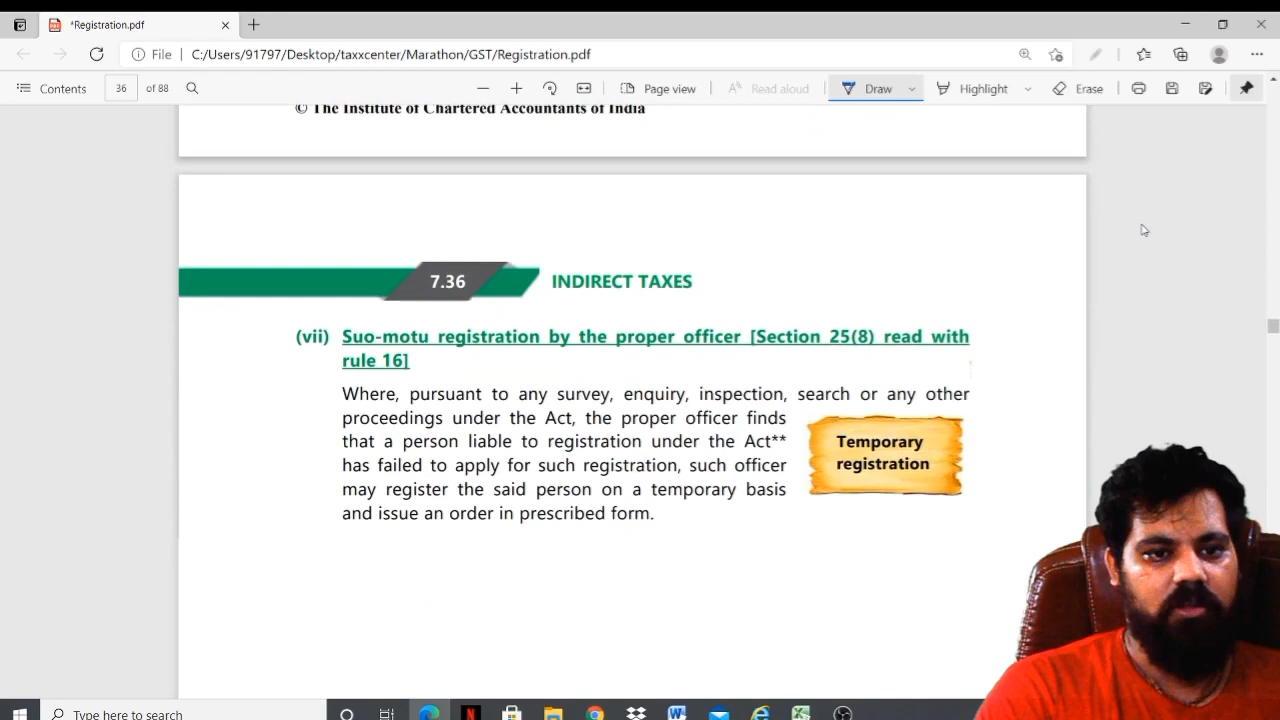 *Registration.pdf
File
C:/Users/91797/Desktop/taxxcenter/Marathon/GST/Registration.pdf
Contents
36
of 88
Page view
Read aloud
Draw
Highlight
Erase
© The Institute of Chartered Accountants of India
7.36
INDIRECT TAXES
(vii) Suo-motu registration by the proper officer [Section 25(8) read with
rule 16]
Where, pursuant to any survey, enquiry, inspection, search or any other
proceedings under the Act, the proper officer finds
that a person liable to registration under the Act**
has failed to apply for such registration, such officer
may register the said person on a temporary basis
and issue an order in prescribed form.
Temporary
registration
Type here to search